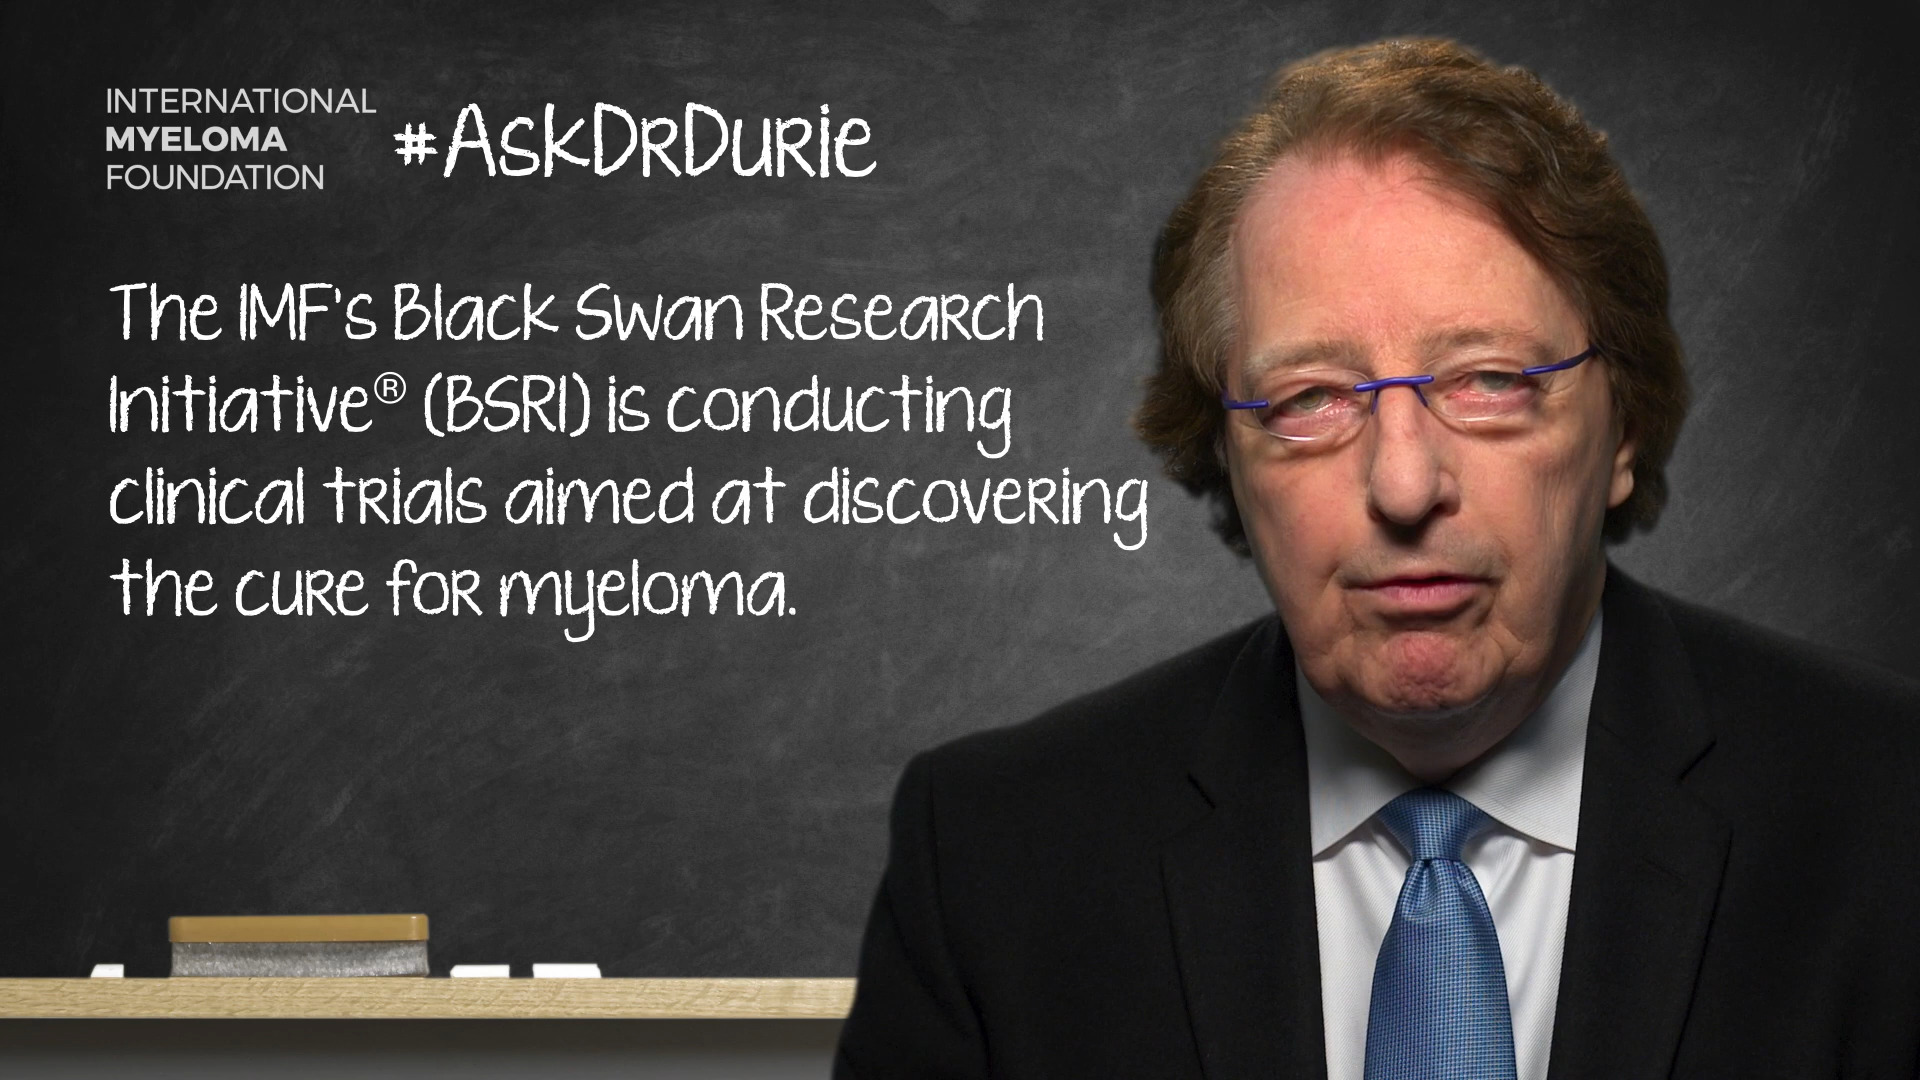 INTERNATIONAL
MYELOMA
FOUNDATION
#AskDrDurie
The IMF's Black Swan Research
Initiative® (BSRI) is conducting
clinical trials aimed at discovering
the cure for myeloma.